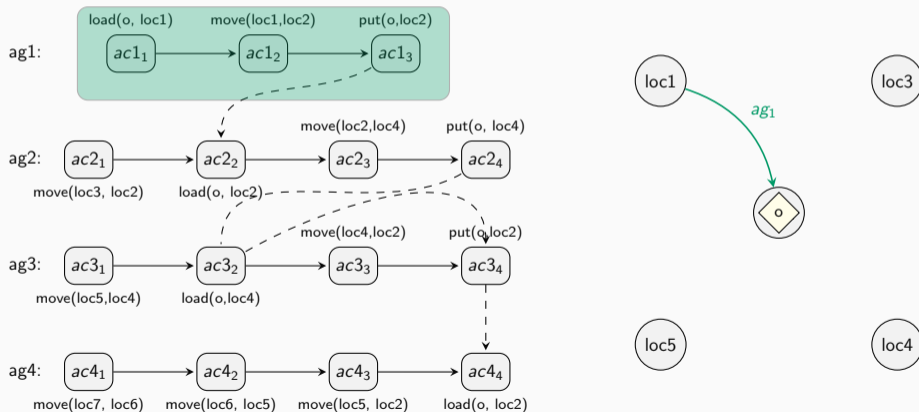 load(o, loc1) move(loc1,loc2) put(o,loc2)
ag1: ac1₁ ac1₂ ac1₃
move(loc2,loc4) put(o, loc4)
ag2: ac2₁ ac2₂ ac2₃ ac2₄
move(loc3, loc2) load(o, loc2)
move(loc4,loc2) put(o,loc2)
ag3: ac3₁ ac3₂ ac3₃ ac3₄
move(loc5,loc4) load(o,loc4)
ag4: ac4₁ ac4₂ ac4₃ ac4₄
move(loc7, loc6) move(loc6, loc5) move(loc5, loc2) load(o, loc2)
loc1 loc3
ag₁
o
loc5 loc4